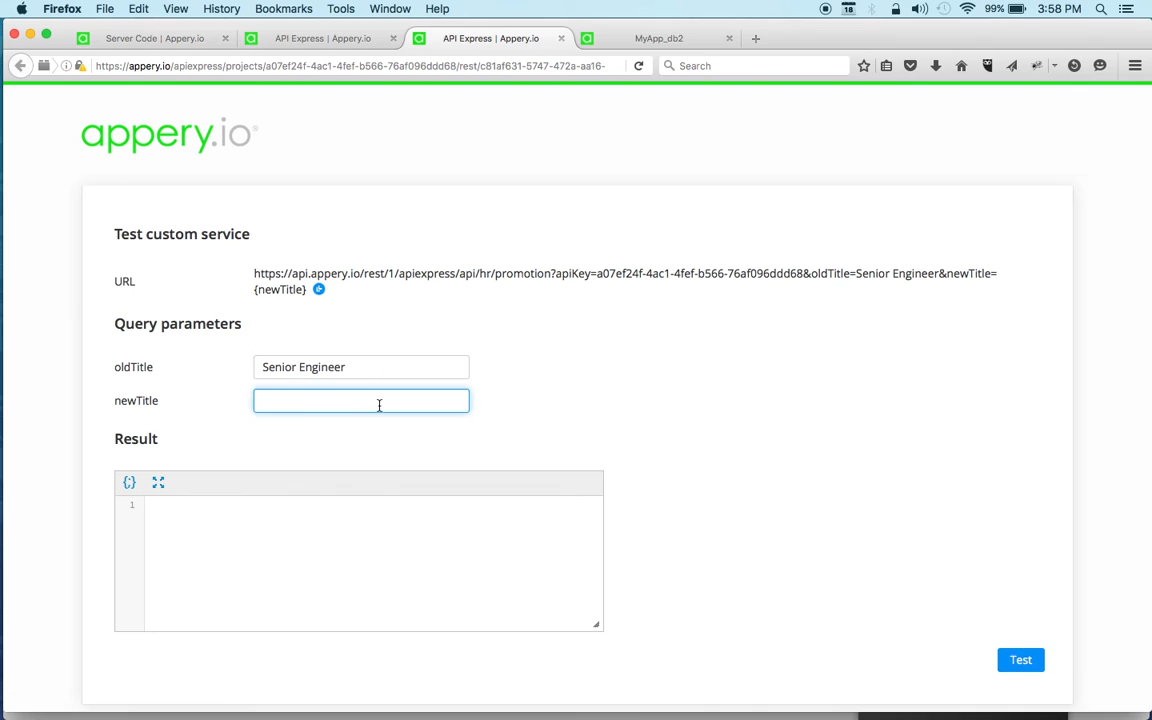 Firefox File Edit View History Bookmarks Tools Window Help 18 99% 3:58 PM
Server Code | Appery.io API Express | Appery.io API Express | Appery.io MyApp_db2
https://appery.io/apiexpress/projects/a07ef24f-4ac1-4fef-b566-76af096ddd68/rest/c81af631-5747-472a-aa16- Search
appery.io
Test custom service
URL
https://api.appery.io/rest/1/apiexpress/api/hr/promotion?apiKey=a07ef24f-4ac1-4fef-b566-76af096ddd68&oldTitle=Senior Engineer&newTitle=
{newTitle}
Query parameters
oldTitle Senior Engineer
newTitle
Result
{;}
1
Test